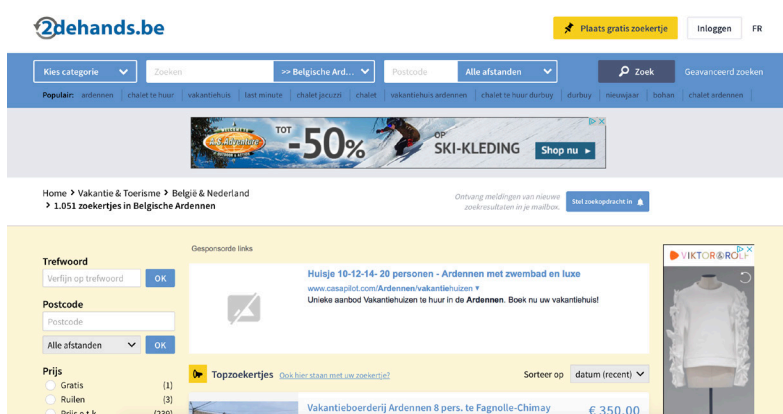 2dehands.be
Plaats gratis zoekertje
Inloggen
FR
Kies categorie
Zoeken
>> Belgische Ard...
Postcode
Alle afstanden
Zoek
Geavanceerd zoeken
Populair: ardennen chalet te huur vakantiehuis last minute chalet jacuzzi chalet vakantiehuis ardennen chalet te huur durbuy durbuy nieuwjaar bohan chalet ardennen
A.S.Adventure
TOT
-50%
OP
SKI-KLEDING
Shop nu
Home > Vakantie & Toerisme > België & Nederland
> 1.051 zoekertjes in Belgische Ardennen
Ontvang meldingen van nieuwe
zoekresultaten in je mailbox.
Stel zoekopdracht in
Trefwoord
Verfijn op trefwoord
OK
Postcode
Postcode
Alle afstanden
OK
Prijs
Gratis (1)
Ruilen (3)
Gesponsorde links
Huisje 10-12-14- 20 personen - Ardennen met zwembad en luxe
www.casapilot.com/Ardennen/vakantiehuizen
Unieke aanbod Vakantiehuizen te huur in de Ardennen. Boek nu uw vakantiehuis!
Topzoekertjes
Ook hier staan met uw zoekertje?
Sorteer op
datum (recent)
Vakantieboerderij Ardennen 8 pers. te Fagnolle-Chimay
€ 350,00
VIKTOR&ROLF